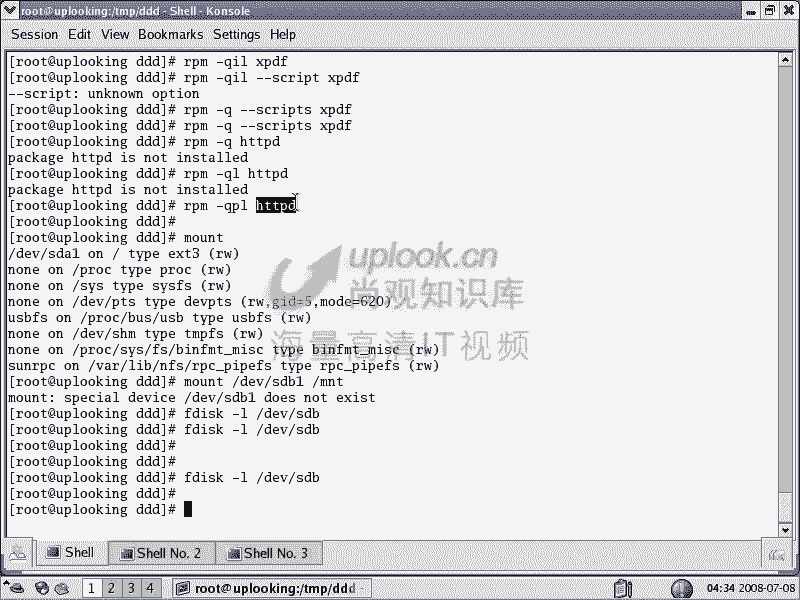 root@uplooking:/tmp/ddd - Shell - Konsole
Session Edit View Bookmarks Settings Help
[root@uplooking ddd]# rpm -qil xpdf
[root@uplooking ddd]# rpm -qil --script xpdf
--script: unknown option
[root@uplooking ddd]# rpm -q --scripts xpdf
[root@uplooking ddd]# rpm -q --scripts xpdf
[root@uplooking ddd]# rpm -q httpd
package httpd is not installed
[root@uplooking ddd]# rpm -ql httpd
package httpd is not installed
[root@uplooking ddd]# rpm -qpl httpd
[root@uplooking ddd]#
[root@uplooking ddd]# mount
/dev/sda1 on / type ext3 (rw)
none on /proc type proc (rw)
none on /sys type sysfs (rw)
none on /dev/pts type devpts (rw,gid=5,mode=620)
usbfs on /proc/bus/usb type usbfs (rw)
none on /dev/shm type tmpfs (rw)
none on /proc/sys/fs/binfmt_misc type binfmt_misc (rw)
sunrpc on /var/lib/nfs/rpc_pipefs type rpc_pipefs (rw)
[root@uplooking ddd]# mount /dev/sdb1 /mnt
mount: special device /dev/sdb1 does not exist
[root@uplooking ddd]# fdisk -l /dev/sdb
[root@uplooking ddd]# fdisk -l /dev/sdb
[root@uplooking ddd]#
[root@uplooking ddd]#
[root@uplooking ddd]# fdisk -l /dev/sdb
[root@uplooking ddd]#
[root@uplooking ddd]#
uplook.cn
尚观知识库
海量高清IT视频
Shell Shell No. 2 Shell No. 3
1 2 3 4 root@uplooking:/tmp/ddd 04:34 2008-07-08